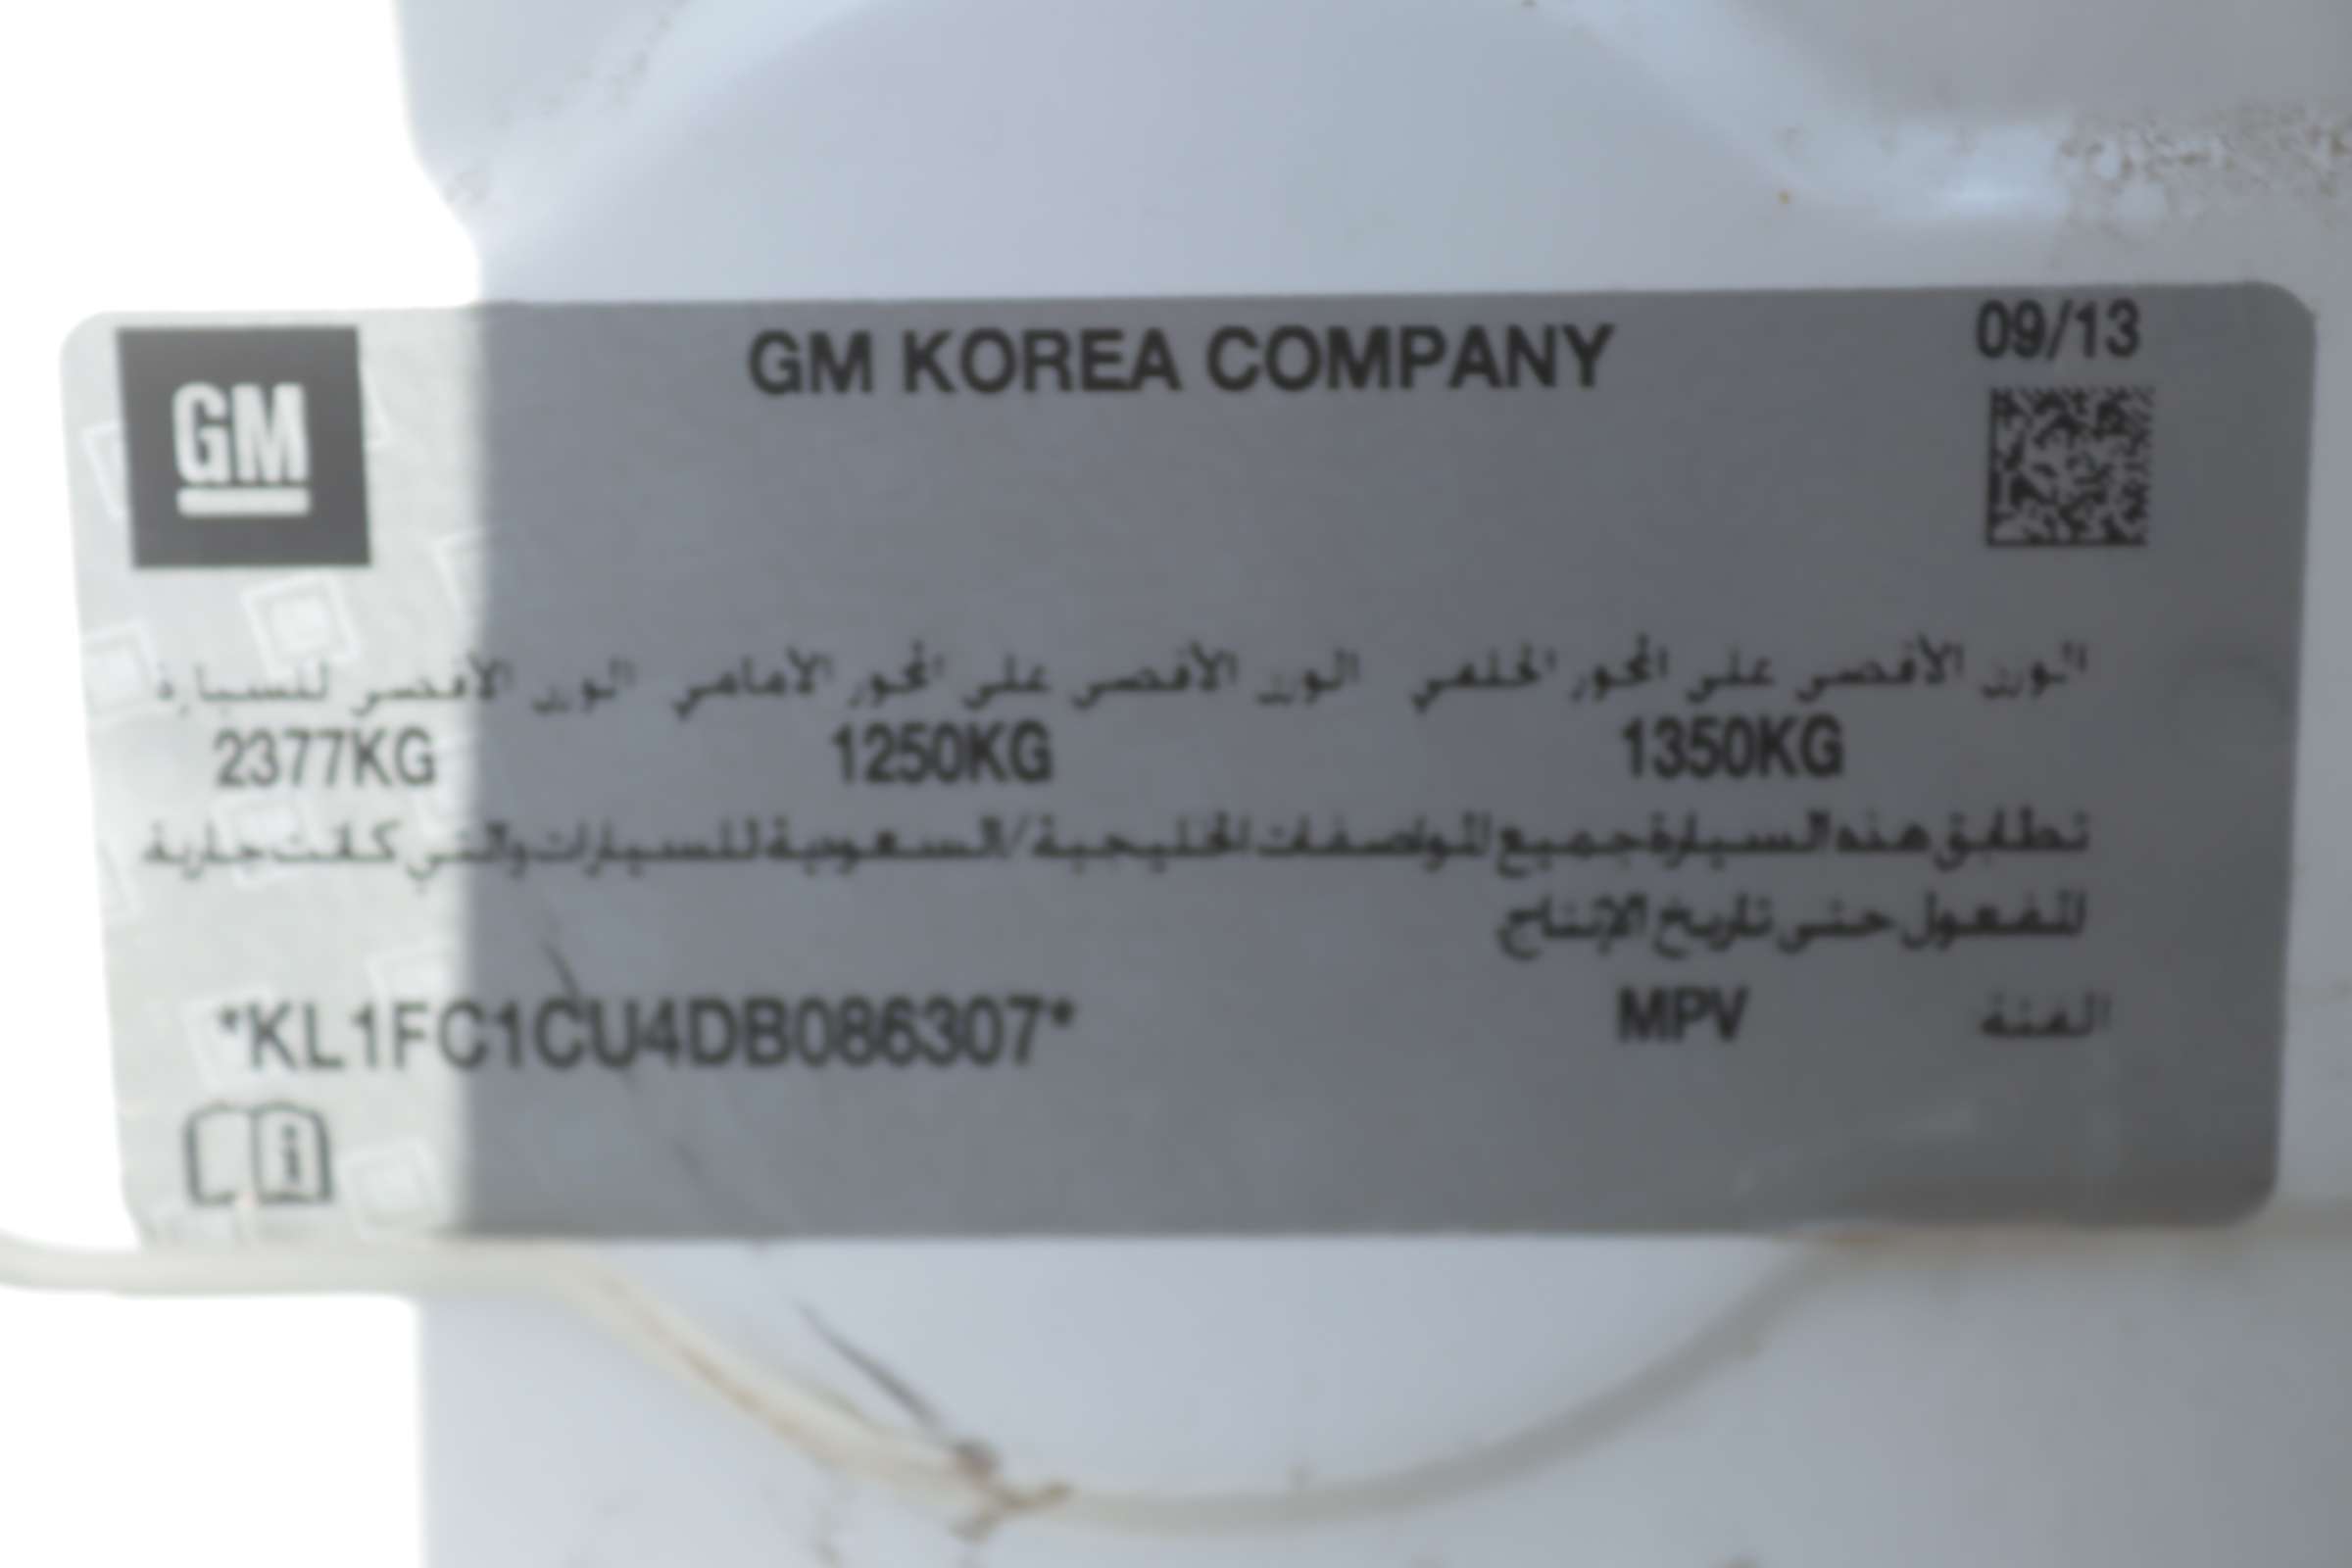 GM
GM KOREA COMPANY
09/13
الوزن الأقصى على المحور الخلفي الوزن الأقصى على المحور الأمامي الوزن الأقصى للسيارة
1350KG 1250KG 2377KG
تطابق هذه السيارة جميع المواصفات الخليجية/السعودية للسيارات والتي كانت جارية
المفعول حتى تاريخ الإنتاج
الفئة MPV
*KL1FC1CU4DB086307*